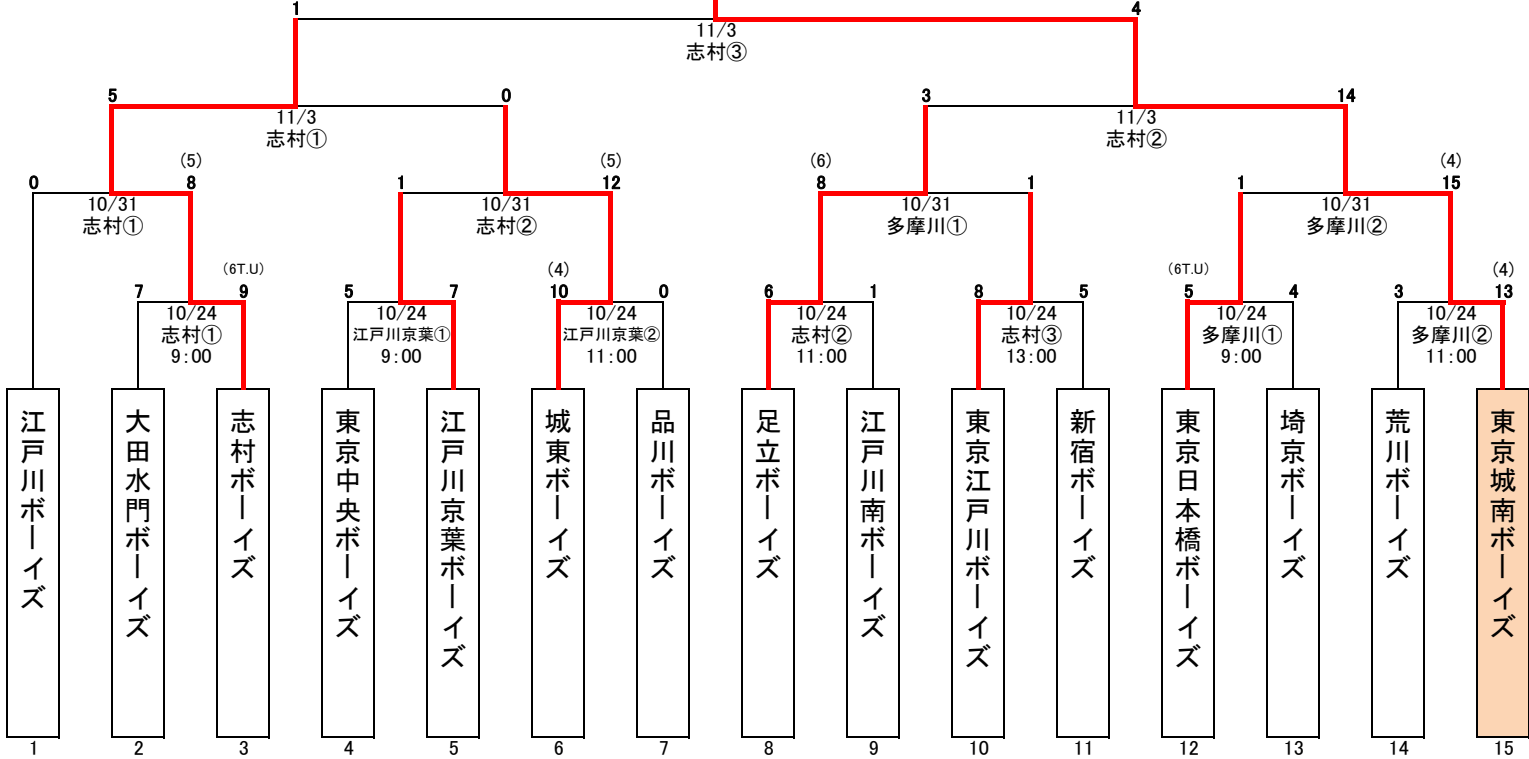 1 4
11/3
志村③
5 0 3 14
11/3 11/3
志村① 志村②
(5) (5) (6) (4)
0 8 1 12 8 1 1 15
10/31 10/31 10/31 10/31
志村① 志村② 多摩川① 多摩川②
(6T.U) (4) (6T.U) (4)
7 9 5 7 10 0 6 1 8 5 5 4 3 13
10/24 10/24 10/24 10/24 10/24 10/24 10/24
志村① 江戸川京葉① 江戸川京葉② 志村② 志村③ 多摩川① 多摩川②
9:00 9:00 11:00 11:00 13:00 9:00 11:00
江戸川ボーイズ
大田水門ボーイズ
志村ボーイズ
東京中央ボーイズ
江戸川京葉ボーイズ
城東ボーイズ
品川ボーイズ
足立ボーイズ
江戸川南ボーイズ
東京江戸川ボーイズ
新宿ボーイズ
東京日本橋ボーイズ
埼京ボーイズ
荒川ボーイズ
東京城南ボーイズ
1 2 3 4 5 6 7 8 9 10 11 12 13 14 15